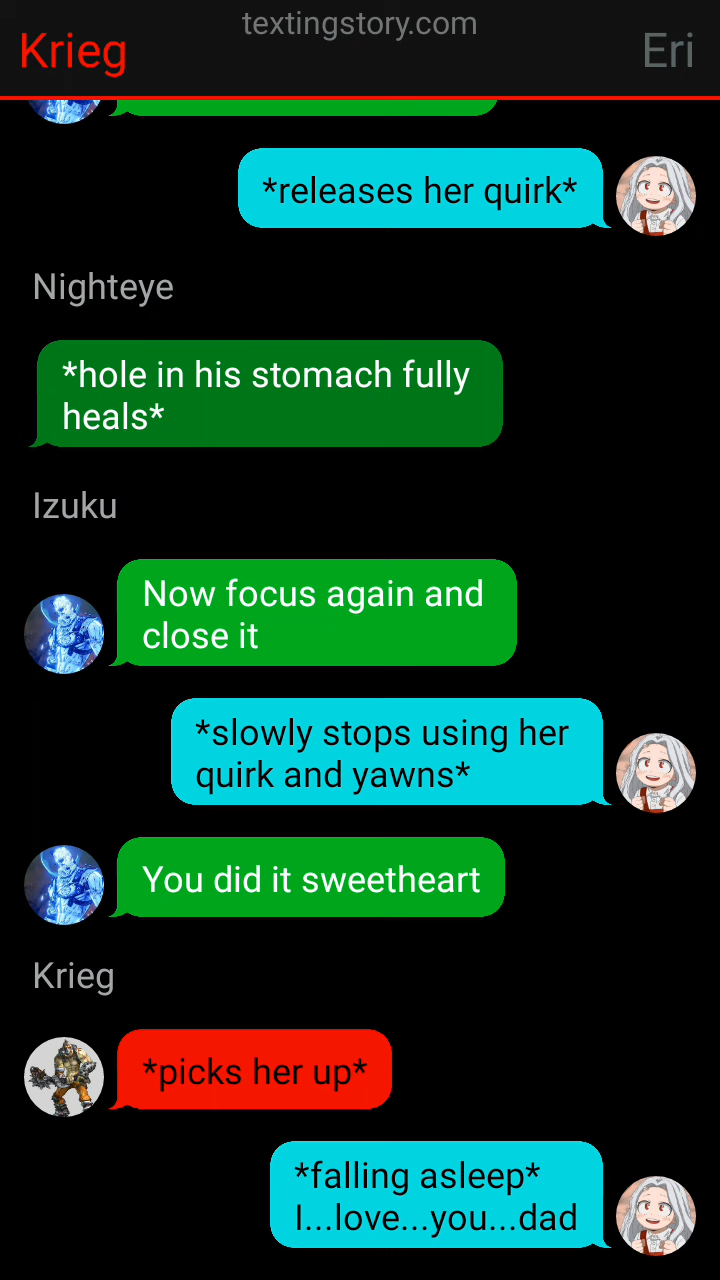 textingstory.com
Krieg
Eri
*releases her quirk*
Nighteye
*hole in his stomach fully
heals*
Izuku
Now focus again and
close it
*slowly stops using her
quirk and yawns*
You did it sweetheart
Krieg
*picks her up*
*falling asleep*
I...love...you...dad